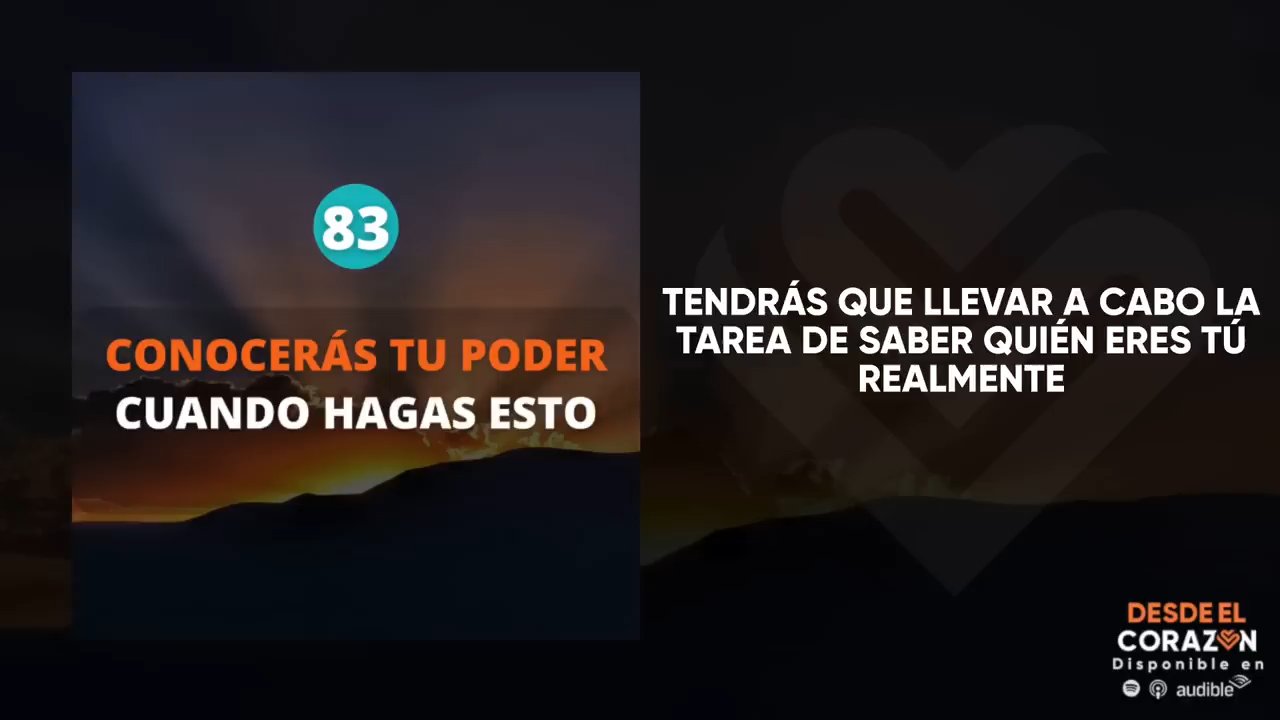 83
CONOCERÁS TU PODER
CUANDO HAGAS ESTO
TENDRÁS QUE LLEVAR A CABO LA
TAREA DE SABER QUIÉN ERES TÚ
REALMENTE
DESDE EL
CORAZON
Disponible en
audible